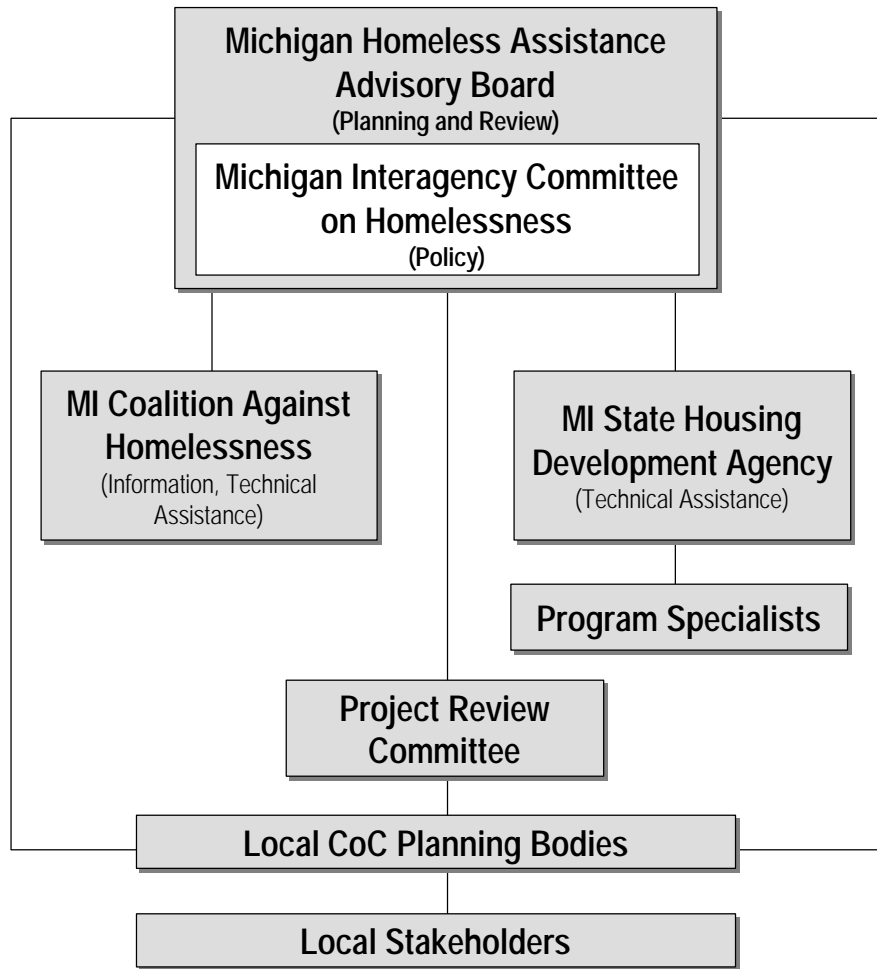 Michigan Homeless Assistance
Advisory Board
(Planning and Review)
Michigan Interagency Committee
on Homelessness
(Policy)
MI Coalition Against
Homelessness
(Information, Technical
Assistance)
MI State Housing
Development Agency
(Technical Assistance)
Program Specialists
Project Review
Committee
Local CoC Planning Bodies
Local Stakeholders